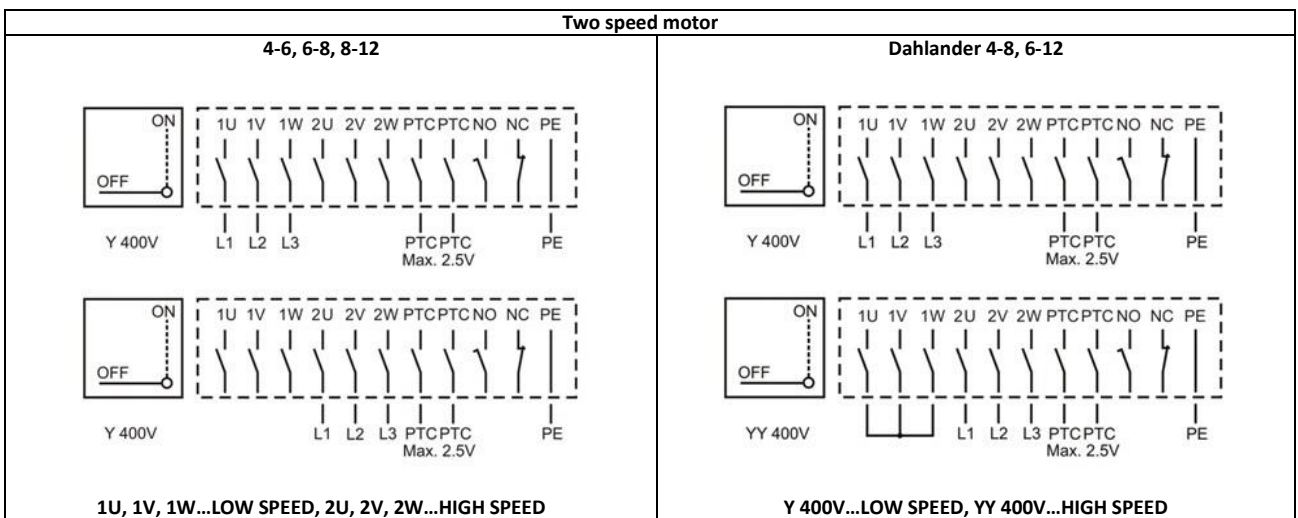 Two speed motor
4-6, 6-8, 8-12
ON
OFF
1U 1V 1W 2U 2V 2W PTC PTC NO NC PE
Y 400V
L1 L2 L3 PTC PTC PE
Max. 2.5V
ON
OFF
1U 1V 1W 2U 2V 2W PTC PTC NO NC PE
Y 400V
L1 L2 L3 PTC PTC PE
Max. 2.5V
1U, 1V, 1W...LOW SPEED, 2U, 2V, 2W...HIGH SPEED
Dahlander 4-8, 6-12
ON
OFF
1U 1V 1W 2U 2V 2W PTC PTC NO NC PE
Y 400V
L1 L2 L3 PTC PTC PE
Max. 2.5V
ON
OFF
1U 1V 1W 2U 2V 2W PTC PTC NO NC PE
YY 400V
L1 L2 L3 PTC PTC PE
Max. 2.5V
Y 400V...LOW SPEED, YY 400V...HIGH SPEED